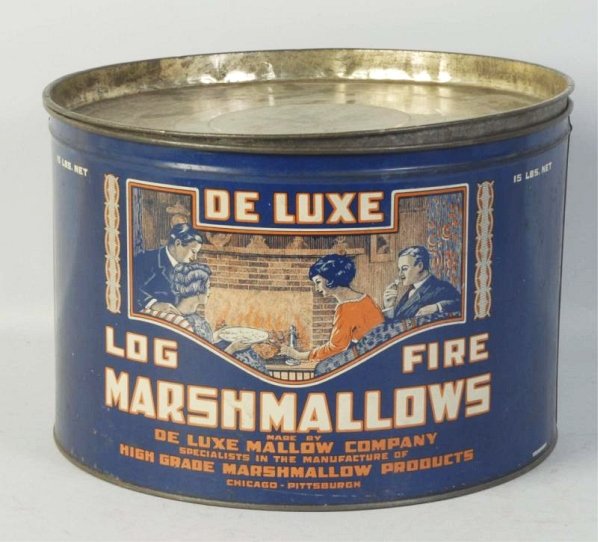 15 LBS. NET
15 LBS. NET
DE LUXE
LOG FIRE
MARSHMALLOWS
MADE BY
DE LUXE MALLOW COMPANY
SPECIALISTS IN THE MANUFACTURE OF
HIGH GRADE MARSHMALLOW PRODUCTS
CHICAGO - PITTSBURGH